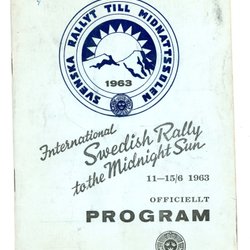 SVENSKA RALLYT TILL MIDNATTSSOLEN
1963
International
Swedish Rally
to the Midnight Sun
11-15/6 1963
OFFICIELLT
PROGRAM